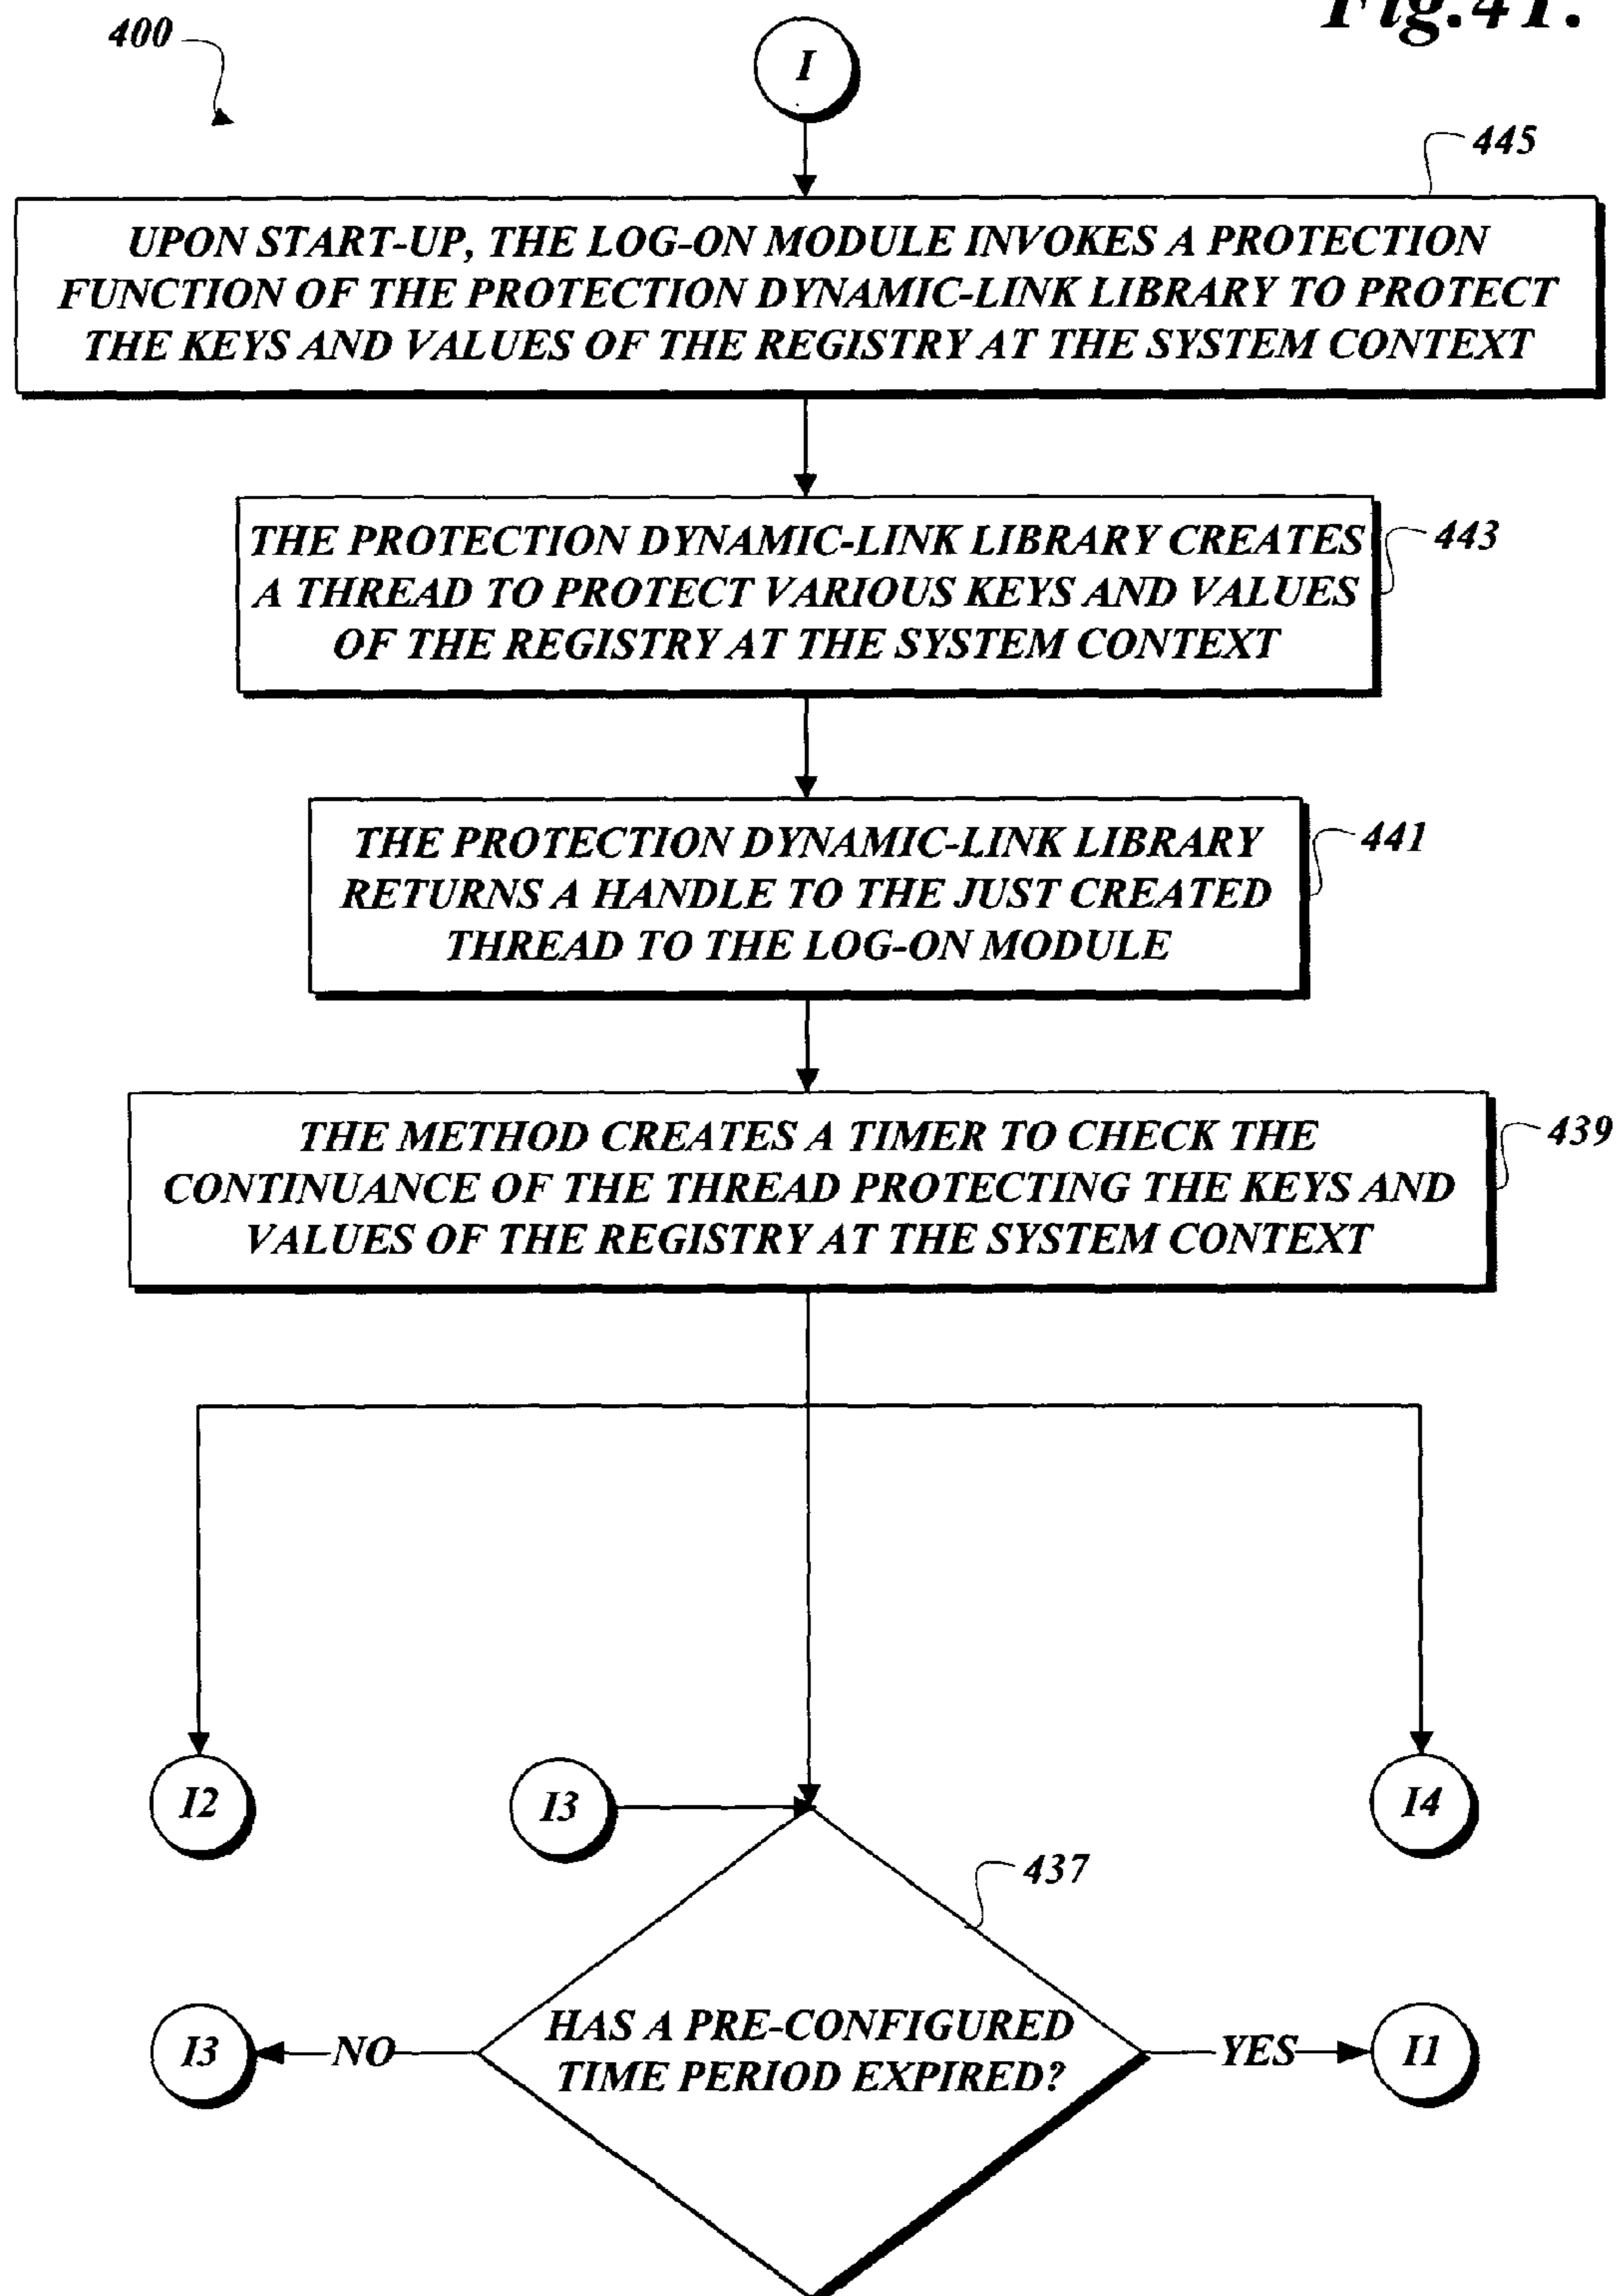 Fig.4I.
400
I
445
UPON START-UP, THE LOG-ON MODULE INVOKES A PROTECTION
FUNCTION OF THE PROTECTION DYNAMIC-LINK LIBRARY TO PROTECT
THE KEYS AND VALUES OF THE REGISTRY AT THE SYSTEM CONTEXT
443
THE PROTECTION DYNAMIC-LINK LIBRARY CREATES
A THREAD TO PROTECT VARIOUS KEYS AND VALUES
OF THE REGISTRY AT THE SYSTEM CONTEXT
441
THE PROTECTION DYNAMIC-LINK LIBRARY
RETURNS A HANDLE TO THE JUST CREATED
THREAD TO THE LOG-ON MODULE
439
THE METHOD CREATES A TIMER TO CHECK THE
CONTINUANCE OF THE THREAD PROTECTING THE KEYS AND
VALUES OF THE REGISTRY AT THE SYSTEM CONTEXT
I2
I3
I4
437
HAS A PRE-CONFIGURED
TIME PERIOD EXPIRED?
I3
NO
YES
I1